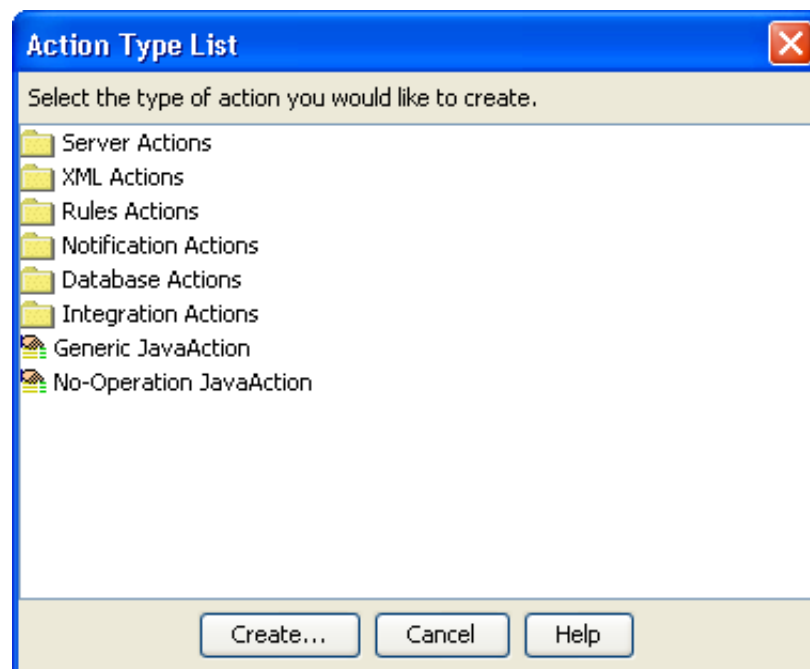 Action Type List
Select the type of action you would like to create.
Server Actions
XML Actions
Rules Actions
Notification Actions
Database Actions
Integration Actions
Generic JavaAction
No-Operation JavaAction
Create... Cancel Help